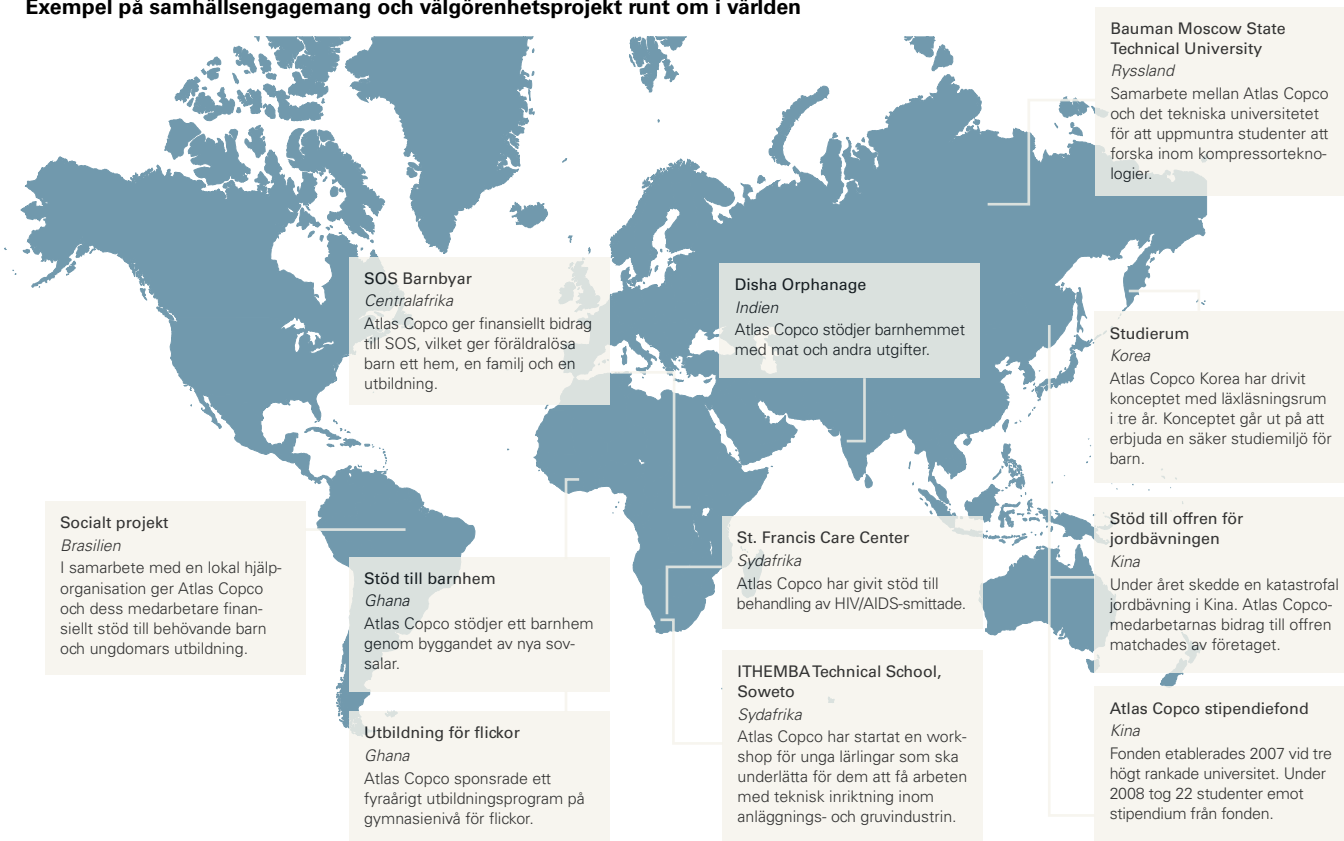 Exempel på samhällsengagemang och välgörenhetsprojekt runt om i världen
Bauman Moscow State
Technical University
Ryssland
Samarbete mellan Atlas Copco
och det tekniska universitetet
för att uppmuntra studenter att
forska inom kompressortekno-
logier.
SOS Barnbyar
Centralafrika
Atlas Copco ger finansiellt bidrag
till SOS, vilket ger föräldralösa
barn ett hem, en familj och en
utbildning.
Disha Orphanage
Indien
Atlas Copco stödjer barnhemmet
med mat och andra utgifter.
Studierum
Korea
Atlas Copco Korea har drivit
konceptet med läxläsningsrum
i tre år. Konceptet går ut på att
erbjuda en säker studiemiljö för
barn.
Socialt projekt
Brasilien
I samarbete med en lokal hjälp-
organisation ger Atlas Copco
och dess medarbetare finan-
siellt stöd till behövande barn
och ungdomars utbildning.
Stöd till barnhem
Ghana
Atlas Copco stödjer ett barnhem
genom byggandet av nya sov-
salar.
St. Francis Care Center
Sydafrika
Atlas Copco har givit stöd till
behandling av HIV/AIDS-smittade.
Stöd till offren för
jordbävningen
Kina
Under året skedde en katastrofal
jordbävning i Kina. Atlas Copco-
medarbetarnas bidrag till offren
matchades av företaget.
Utbildning för flickor
Ghana
Atlas Copco sponsrade ett
fyraårigt utbildningsprogram på
gymnasienivå för flickor.
ITHEMBA Technical School,
Soweto
Sydafrika
Atlas Copco har startat en work-
shop för unga lärlingar som ska
underlätta för dem att få arbeten
med teknisk inriktning inom
anläggnings- och gruvindustrin.
Atlas Copco stipendiefond
Kina
Fonden etablerades 2007 vid tre
högt rankade universitet. Under
2008 tog 22 studenter emot
stipendium från fonden.